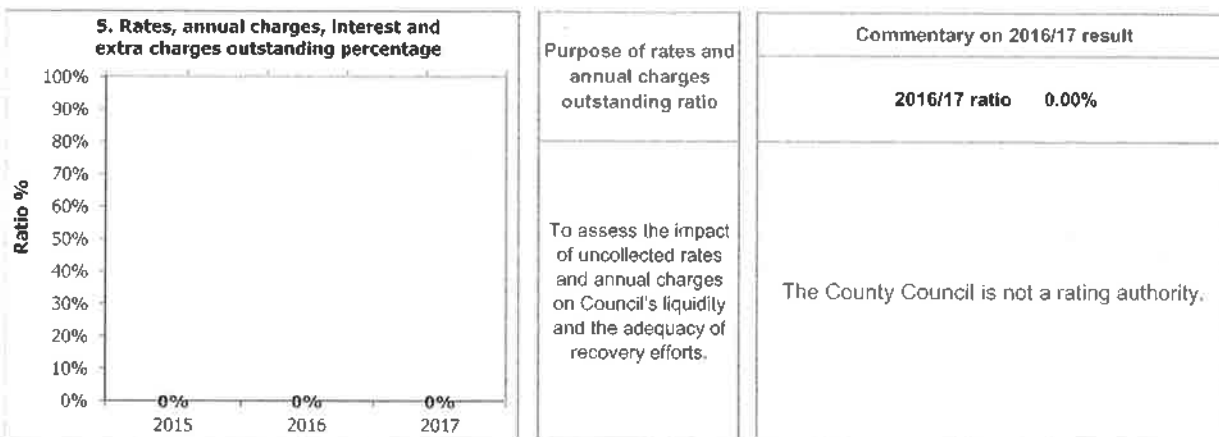 5. Rates, annual charges, interest and
extra charges outstanding percentage
Ratio %
100%
90%
80%
70%
60%
50%
40%
30%
20%
10%
0%
0%
0%
0%
2015
2016
2017
Purpose of rates and
annual charges
outstanding ratio
To assess the impact
of uncollected rates
and annual charges
on Council's liquidity
and the adequacy of
recovery efforts.
Commentary on 2016/17 result
2016/17 ratio 0.00%
The County Council is not a rating authority.